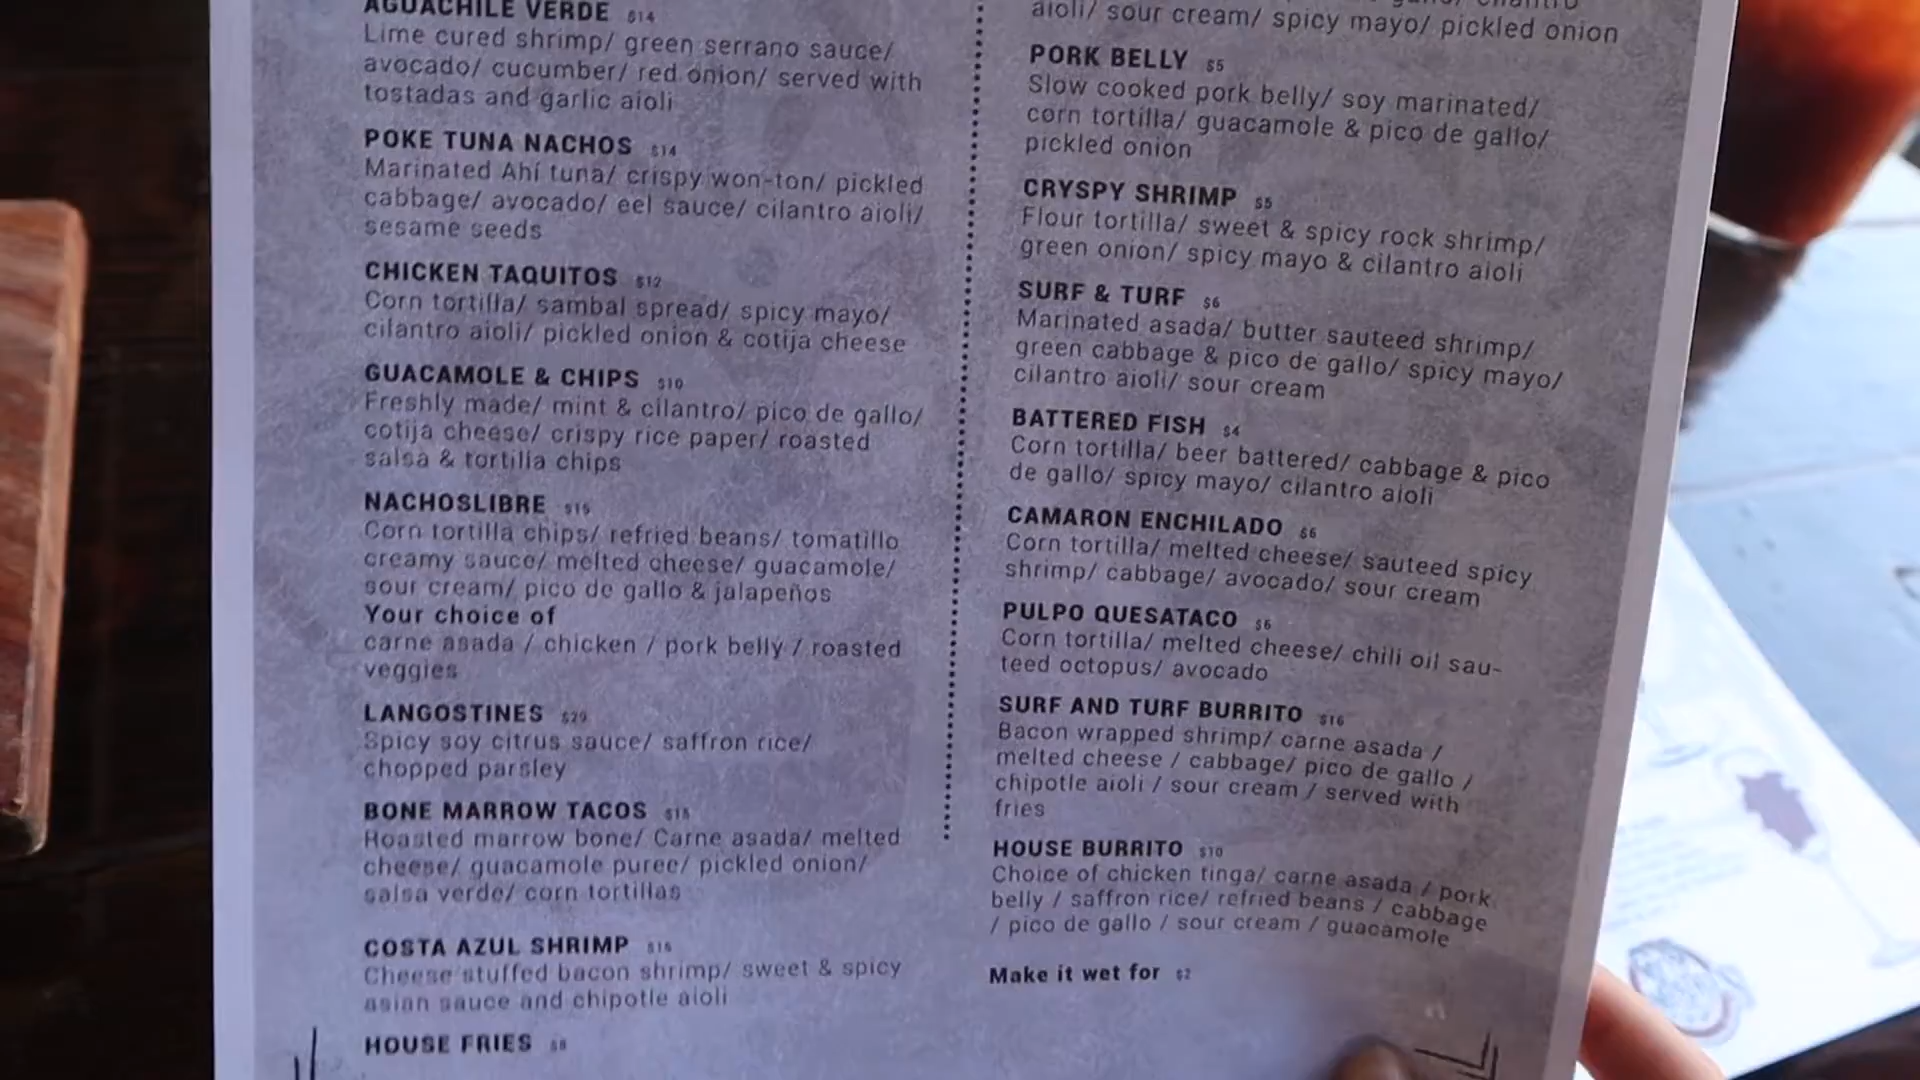 AGUACHILE VERDE $14
Lime cured shrimp/ green serrano sauce/
avocado/ cucumber/ red onion/ served with
tostadas and garlic aioli
POKE TUNA NACHOS $14
Marinated Ahí tuna/ crispy won-ton/ pickled
cabbage/ avocado/ eel sauce/ cilantro aioli/
sesame seeds
CHICKEN TAQUITOS $12
Corn tortilla/ sambal spread/ spicy mayo/
cilantro aioli/ pickled onion & cotija cheese
GUACAMOLE & CHIPS $10
Freshly made/ mint & cilantro/ pico de gallo/
cotija cheese/ crispy rice paper/ roasted
salsa & tortilla chips
NACHOSLIBRE
Corn tortilla chips/ refried beans/ tomatillo
creamy sauce/ melted cheese/ guacamole/
sour cream/ pico de gallo & jalapeños
Your choice of
carne asada / chicken / pork belly / roasted
veggies
LANGOSTINES
Spicy soy citrus sauce/ saffron rice/
chopped parsley
BONE MARROW TACOS
Roasted marrow bone/ Carne asada/ melted
cheese/ guacamole puree/ pickled onion/
salsa verde/ corn tortillas
COSTA AZUL SHRIMP
Cheese stuffed bacon shrimp/ sweet & spicy
asian sauce and chipotle aioli
HOUSE FRIES
aioli/ sour cream/ spicy mayo/ pickled onion
PORK BELLY $5
Slow cooked pork belly/ soy marinated/
corn tortilla/ guacamole & pico de gallo/
pickled onion
CRYSPY SHRIMP $5
Flour tortilla/ sweet & spicy rock shrimp/
green onion/ spicy mayo & cilantro aioli
SURF & TURF $6
Marinated asada/ butter sauteed shrimp/
green cabbage & pico de gallo/ spicy mayo/
cilantro aioli/ sour cream
BATTERED FISH $4
Corn tortilla/ beer battered/ cabbage & pico
de gallo/ spicy mayo/ cilantro aioli
CAMARON ENCHILADO $6
Corn tortilla/ melted cheese/ sauteed spicy
shrimp/ cabbage/ avocado/ sour cream
PULPO QUESATACO $6
Corn tortilla/ melted cheese/ chili oil sau-
teed octopus/ avocado
SURF AND TURF BURRITO $16
Bacon wrapped shrimp/ carne asada /
melted cheese / cabbage/ pico de gallo /
chipotle aioli / sour cream / served with
fries
HOUSE BURRITO $10
Choice of chicken tinga/ carne asada / pork
belly / saffron rice/ refried beans / cabbage
/ pico de gallo / sour cream / guacamole
Make it wet for $2